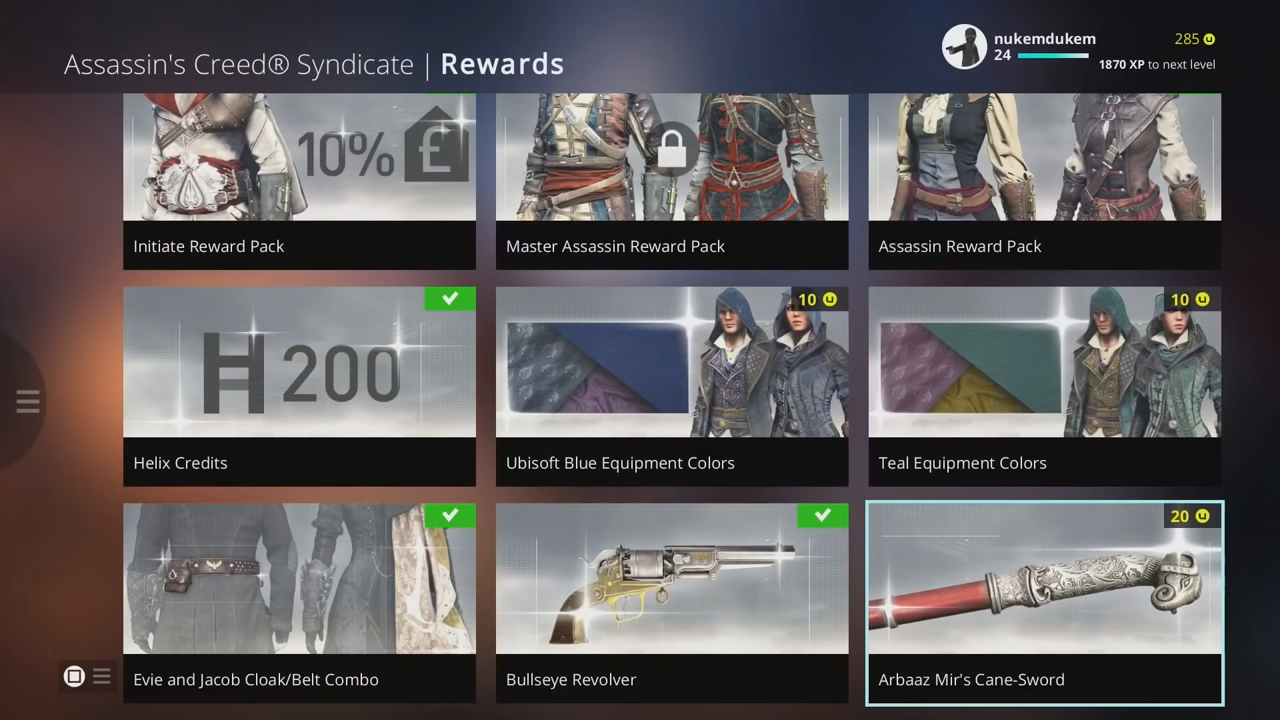 Assassin's Creed® Syndicate | Rewards
nukemdukem
285
24
1870 XP to next level
10% £
Initiate Reward Pack
Master Assassin Reward Pack
Assassin Reward Pack
H 200
10
10
Helix Credits
Ubisoft Blue Equipment Colors
Teal Equipment Colors
20
Evie and Jacob Cloak/Belt Combo
Bullseye Revolver
Arbaaz Mir's Cane-Sword